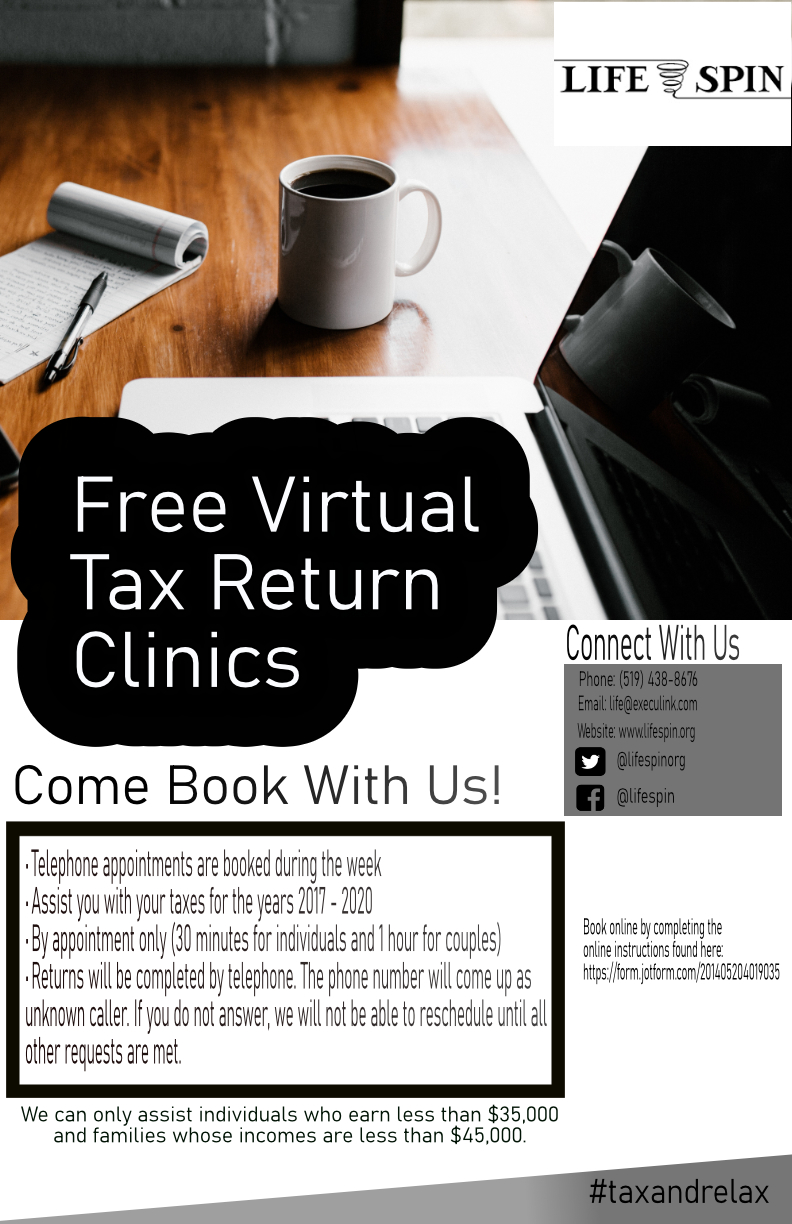 LIFE SPIN
Free Virtual
Tax Return
Clinics
Connect With Us
Phone: (519) 438-8676
Email: life@execulink.com
Website: www.lifespin.org
@lifespinorg
@lifespin
Come Book With Us!
· Telephone appointments are booked during the week
· Assist you with your taxes for the years 2017 - 2020
· By appointment only (30 minutes for individuals and 1 hour for couples)
· Returns will be completed by telephone. The phone number will come up as
unknown caller. If you do not answer, we will not be able to reschedule until all
other requests are met.
Book online by completing the
online instructions found here:
https://form.jotform.com/201405204019035
We can only assist individuals who earn less than $35,000
and families whose incomes are less than $45,000.
#taxandrelax